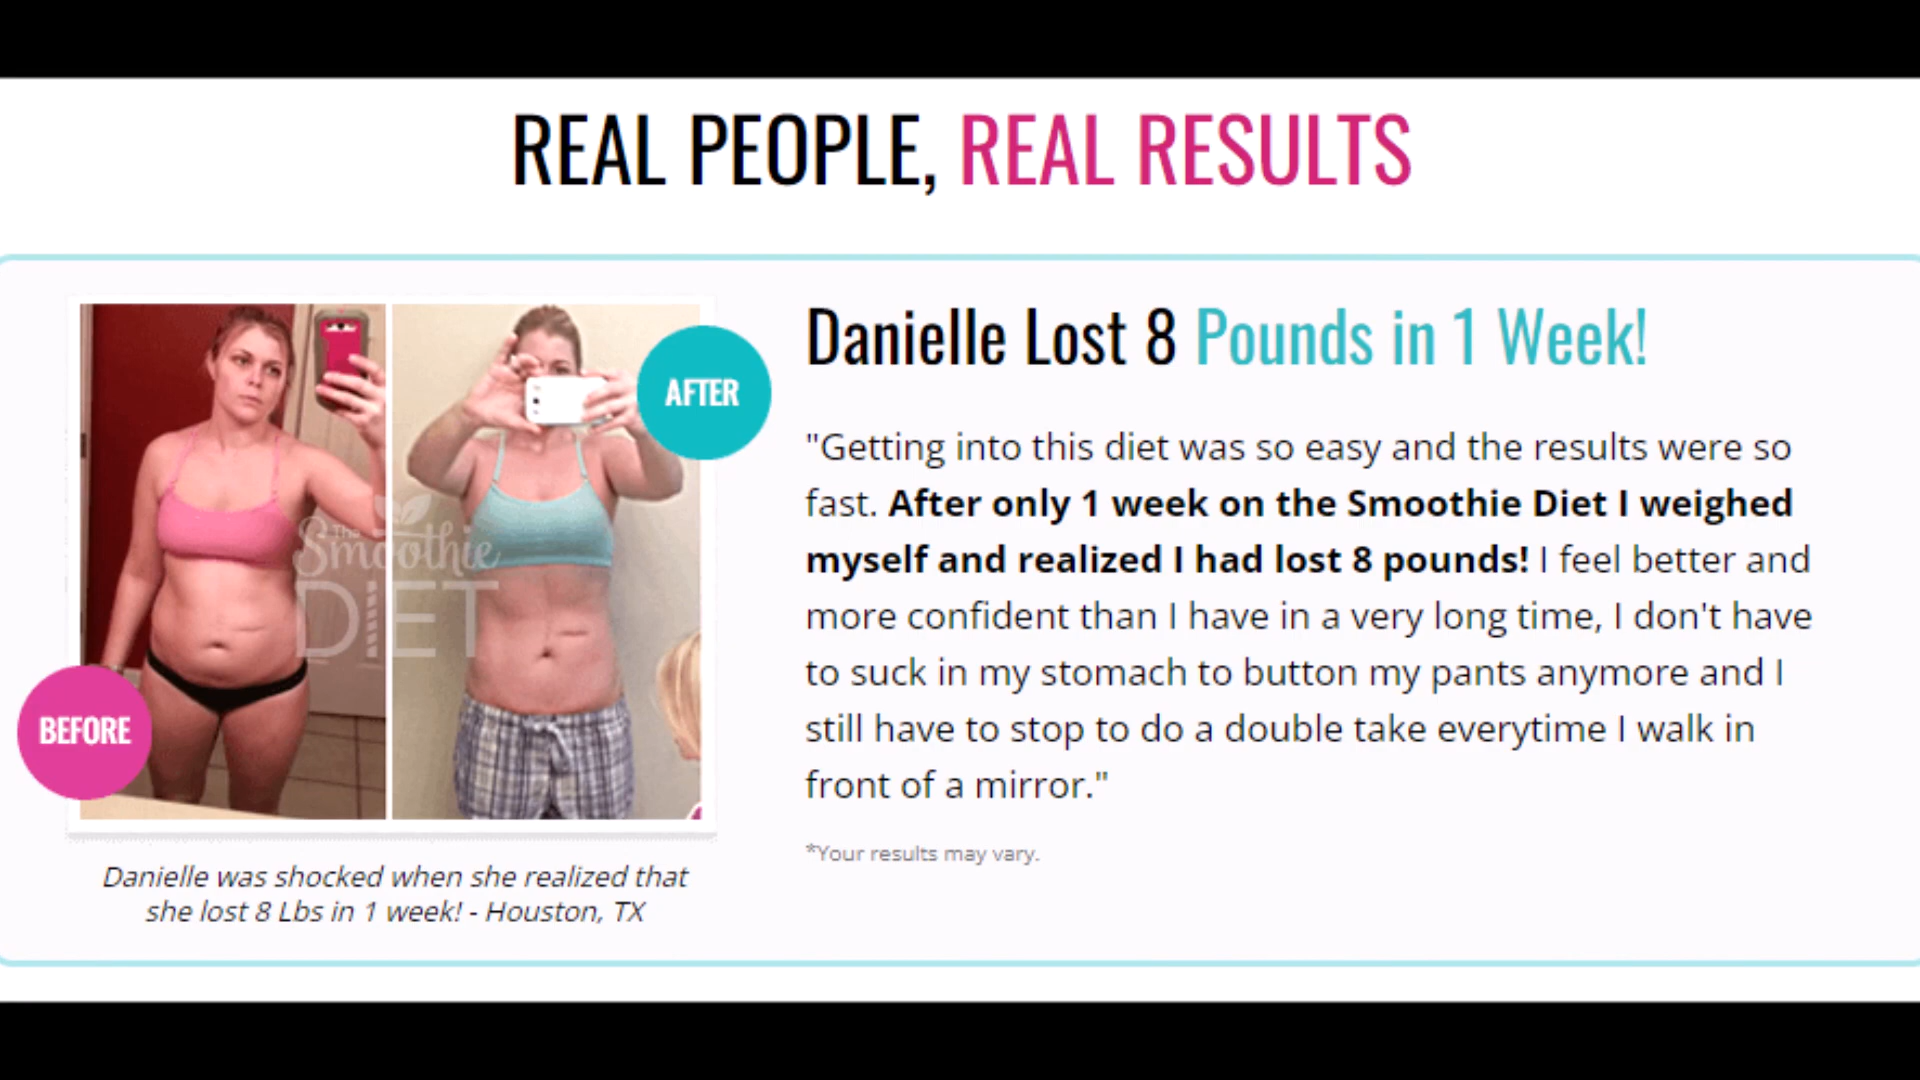 REAL PEOPLE, REAL RESULTS
AFTER
BEFORE
The
Smoothie
DIET
Danielle was shocked when she realized that
she lost 8 Lbs in 1 week! - Houston, TX
Danielle Lost 8 Pounds in 1 Week!
"Getting into this diet was so easy and the results were so
fast. After only 1 week on the Smoothie Diet I weighed
myself and realized I had lost 8 pounds! I feel better and
more confident than I have in a very long time, I don't have
to suck in my stomach to button my pants anymore and I
still have to stop to do a double take everytime I walk in
front of a mirror."
*Your results may vary.